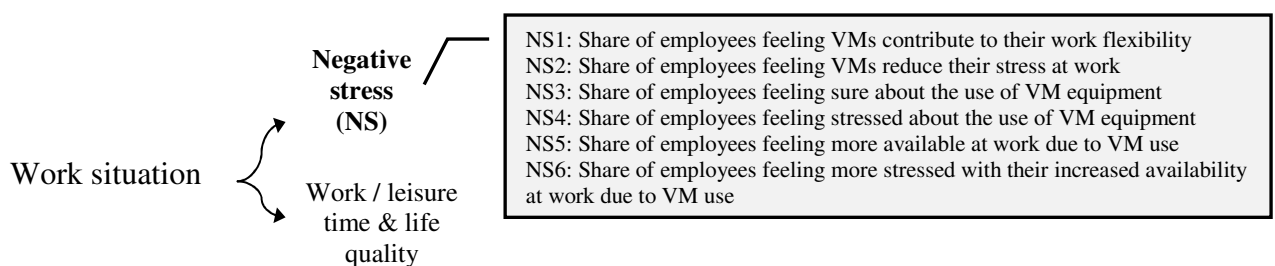 Work situation
Negative
stress
(NS)
Work / leisure
time & life
quality
NS1: Share of employees feeling VMs contribute to their work flexibility
NS2: Share of employees feeling VMs reduce their stress at work
NS3: Share of employees feeling sure about the use of VM equipment
NS4: Share of employees feeling stressed about the use of VM equipment
NS5: Share of employees feeling more available at work due to VM use
NS6: Share of employees feeling more stressed with their increased availability
at work due to VM use